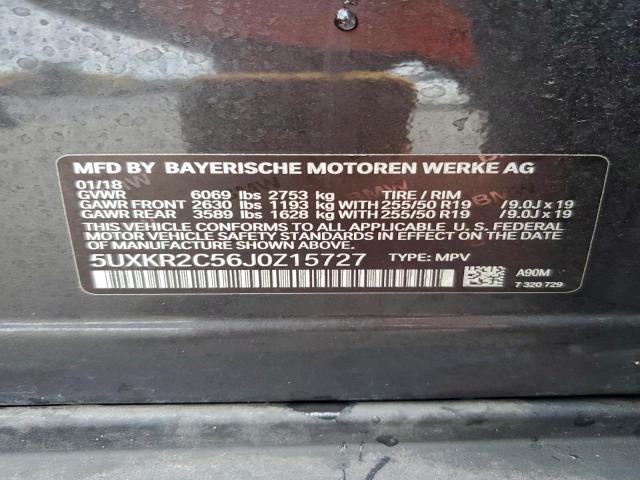 MFD BY BAYERISCHE MOTOREN WERKE AG
01/18
GVWR 6069 lbs 2753 kg TIRE / RIM
GAWR FRONT 2630 lbs 1193 kg WITH 255/50 R19 /9.0J x 19
GAWR REAR 3589 lbs 1628 kg WITH 255/50 R19 /9.0J x 19
THIS VEHICLE CONFORMS TO ALL APPLICABLE U.S. FEDERAL
MOTOR VEHICLE SAFETY STANDARDS IN EFFECT ON THE DATE
OF MANUFACTURE SHOWN ABOVE.
5UXKR2C56J0Z15727 TYPE: MPV
A90M
7 320 729